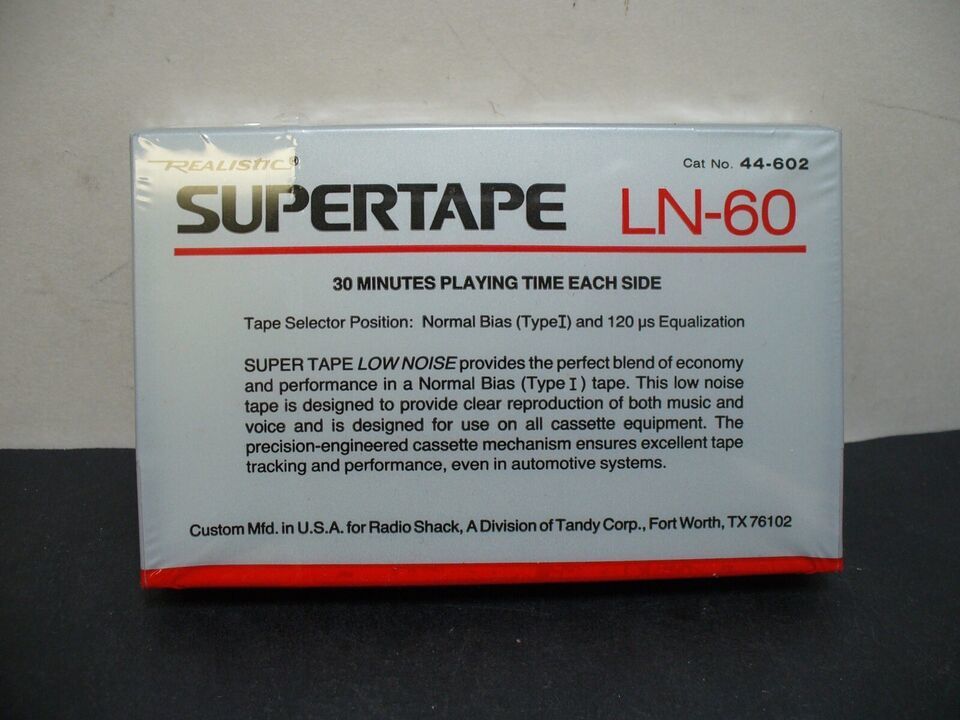 REALISTIC®
Cat No. 44-602
SUPERTAPE LN-60
30 MINUTES PLAYING TIME EACH SIDE
Tape Selector Position: Normal Bias (TypeI) and 120 µs Equalization
SUPER TAPE LOW NOISE provides the perfect blend of economy
and performance in a Normal Bias (Type I) tape. This low noise
tape is designed to provide clear reproduction of both music and
voice and is designed for use on all cassette equipment. The
precision-engineered cassette mechanism ensures excellent tape
tracking and performance, even in automotive systems.
Custom Mfd. in U.S.A. for Radio Shack, A Division of Tandy Corp., Fort Worth, TX 76102